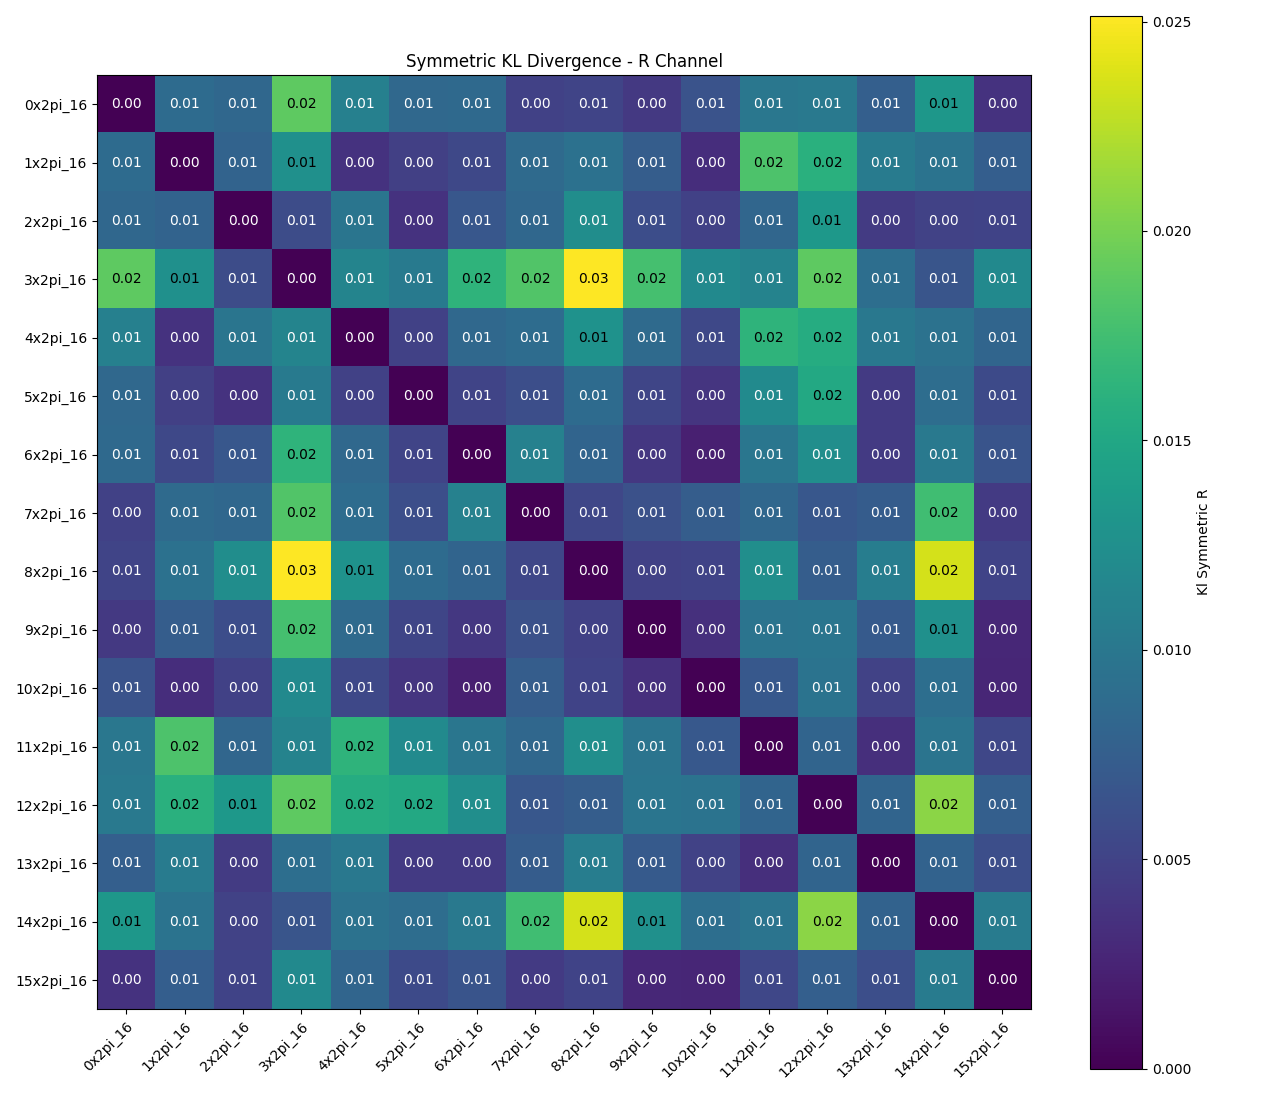 Symmetric KL Divergence - R Channel
0x2pi_16 0.00 0.01 0.01 0.02 0.01 0.01 0.01 0.00 0.01 0.00 0.01 0.01 0.01 0.01 0.01 0.00
1x2pi_16 0.01 0.00 0.01 0.01 0.00 0.00 0.01 0.01 0.01 0.01 0.00 0.02 0.02 0.01 0.01 0.01
2x2pi_16 0.01 0.01 0.00 0.01 0.01 0.00 0.01 0.01 0.01 0.01 0.00 0.01 0.01 0.00 0.00 0.01
3x2pi_16 0.02 0.01 0.01 0.00 0.01 0.01 0.02 0.02 0.03 0.02 0.01 0.01 0.02 0.01 0.01 0.01
4x2pi_16 0.01 0.00 0.01 0.01 0.00 0.00 0.01 0.01 0.01 0.01 0.01 0.02 0.02 0.01 0.01 0.01
5x2pi_16 0.01 0.00 0.00 0.01 0.00 0.00 0.01 0.01 0.01 0.01 0.00 0.01 0.02 0.00 0.01 0.01
6x2pi_16 0.01 0.01 0.01 0.02 0.01 0.01 0.00 0.01 0.01 0.00 0.00 0.01 0.01 0.00 0.01 0.01
7x2pi_16 0.00 0.01 0.01 0.02 0.01 0.01 0.01 0.00 0.01 0.01 0.01 0.01 0.01 0.01 0.02 0.00
8x2pi_16 0.01 0.01 0.01 0.03 0.01 0.01 0.01 0.01 0.00 0.00 0.01 0.01 0.01 0.01 0.02 0.01
9x2pi_16 0.00 0.01 0.01 0.02 0.01 0.01 0.00 0.01 0.00 0.00 0.00 0.01 0.01 0.01 0.01 0.00
10x2pi_16 0.01 0.00 0.00 0.01 0.01 0.00 0.00 0.01 0.01 0.00 0.00 0.01 0.01 0.00 0.01 0.00
11x2pi_16 0.01 0.02 0.01 0.01 0.02 0.01 0.01 0.01 0.01 0.01 0.01 0.00 0.01 0.00 0.01 0.01
12x2pi_16 0.01 0.02 0.01 0.02 0.02 0.02 0.01 0.01 0.01 0.01 0.01 0.01 0.00 0.01 0.02 0.01
13x2pi_16 0.01 0.01 0.00 0.01 0.01 0.00 0.00 0.01 0.01 0.01 0.00 0.00 0.01 0.00 0.01 0.01
14x2pi_16 0.01 0.01 0.00 0.01 0.01 0.01 0.01 0.02 0.02 0.01 0.01 0.01 0.02 0.01 0.00 0.01
15x2pi_16 0.00 0.01 0.01 0.01 0.01 0.01 0.01 0.00 0.01 0.00 0.00 0.01 0.01 0.01 0.01 0.00
0x2pi_16 1x2pi_16 2x2pi_16 3x2pi_16 4x2pi_16 5x2pi_16 6x2pi_16 7x2pi_16 8x2pi_16 9x2pi_16 10x2pi_16 11x2pi_16 12x2pi_16 13x2pi_16 14x2pi_16 15x2pi_16
0.025
0.020
0.015
0.010
0.005
0.000
Kl Symmetric R